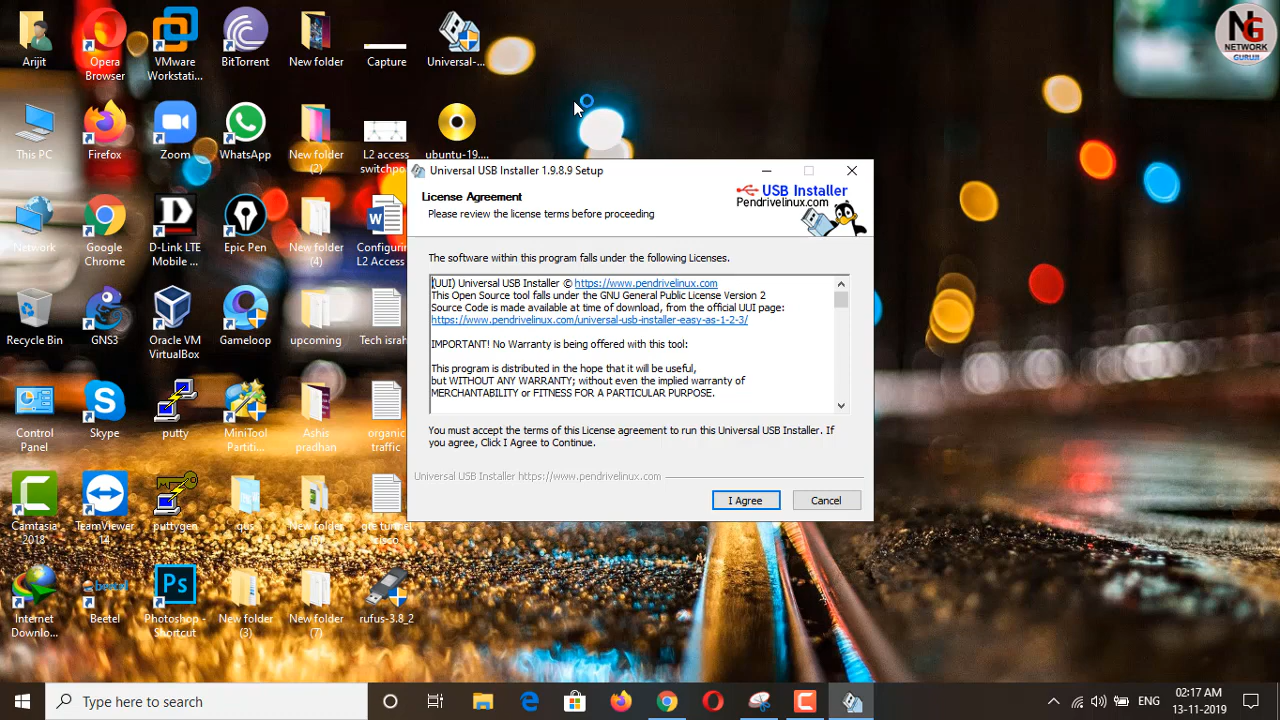 Arijit
Opera
Browser
VMware
Workstati...
BitTorrent
New folder
Capture
Universal-...
NG
NETWORK
GURUJI
This PC
Firefox
Zoom
WhatsApp
New folder
(2)
L2 access
switchpo...
ubuntu-19....
Network
Google
Chrome
D-Link LTE
Mobile ...
Epic Pen
New folder
(4)
Configurin
L2 Access
Recycle Bin
GNS3
Oracle VM
VirtualBox
Gameloop
upcoming
Tech israh
Control
Panel
Skype
putty
MiniTool
Partiti...
Ashis
pradhan
organic
traffic
Camtasia
2018
TeamViewer
14
puttygen
qus
New folder
gre tunnel
cisco
Internet
Downlo...
beetel
Beetel
Ps
Photoshop -
Shortcut
New folder
(3)
New folder
(7)
rufus-3.8_2
Universal USB Installer 1.9.8.9 Setup
License Agreement
Please review the license terms before proceeding
USB Installer
Pendrivelinux.com
The software within this program falls under the following Licenses.
(UUI) Universal USB Installer © https://www.pendrivelinux.com
This Open Source tool falls under the GNU General Public License Version 2
Source Code is made available at time of download, from the official UUI page:
https://www.pendrivelinux.com/universal-usb-installer-easy-as-1-2-3/
IMPORTANT! No Warranty is being offered with this tool:
This program is distributed in the hope that it will be useful,
but WITHOUT ANY WARRANTY; without even the implied warranty of
MERCHANTABILITY or FITNESS FOR A PARTICULAR PURPOSE.
You must accept the terms of this License agreement to run this Universal USB Installer. If
you agree, Click I Agree to Continue.
Universal USB Installer https://www.pendrivelinux.com
I Agree
Cancel
Type here to search
ENG
02:17 AM
13-11-2019